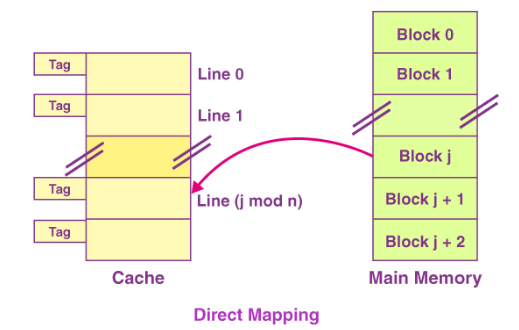 Tag
Line 0
Tag
Line 1
Tag
Line (j mod n)
Tag
Cache
Block 0
Block 1
Block j
Block j + 1
Block j + 2
Main Memory
Direct Mapping